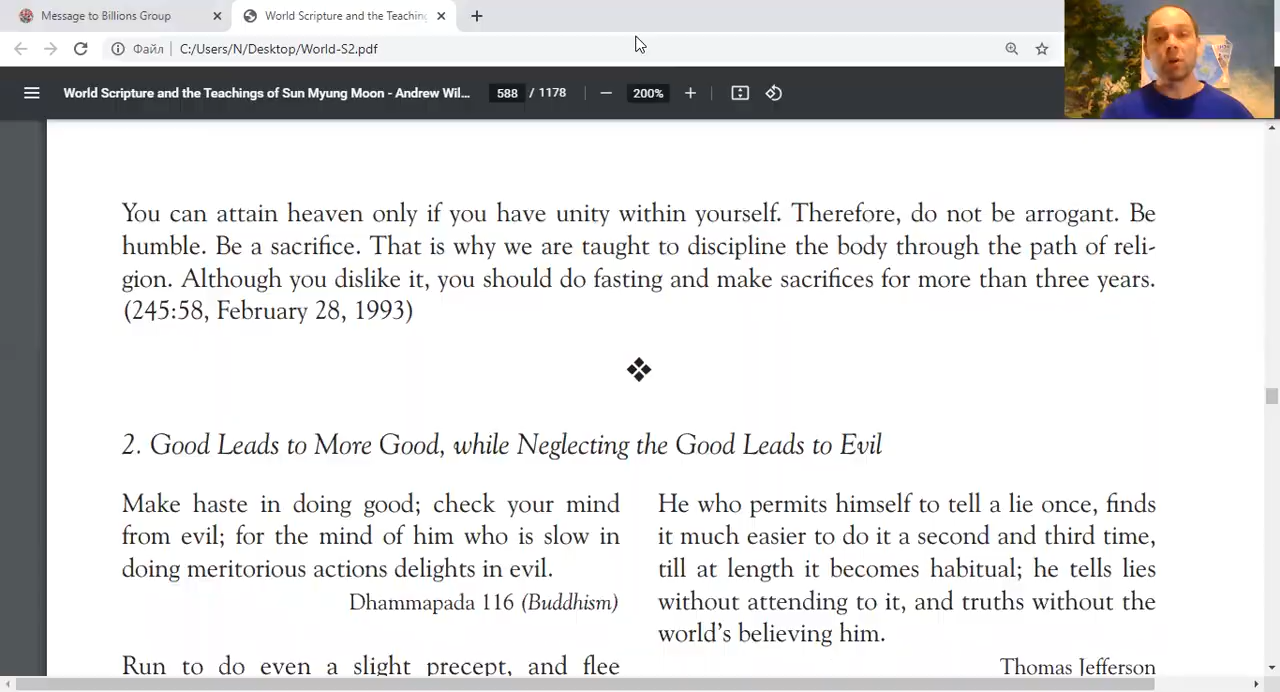 Message to Billions Group
World Scripture and the Teaching
Файл
C:/Users/N/Desktop/World-S2.pdf
World Scripture and the Teachings of Sun Myung Moon - Andrew Wil...
588 / 1178
200%
You can attain heaven only if you have unity within yourself. Therefore, do not be arrogant. Be
humble. Be a sacrifice. That is why we are taught to discipline the body through the path of reli-
gion. Although you dislike it, you should do fasting and make sacrifices for more than three years.
(245:58, February 28, 1993)
2. Good Leads to More Good, while Neglecting the Good Leads to Evil
Make haste in doing good; check your mind
from evil; for the mind of him who is slow in
doing meritorious actions delights in evil.
Dhammapada 116 (Buddhism)
Run to do even a slight precept, and flee
He who permits himself to tell a lie once, finds
it much easier to do it a second and third time,
till at length it becomes habitual; he tells lies
without attending to it, and truths without the
world's believing him.
Thomas Jefferson